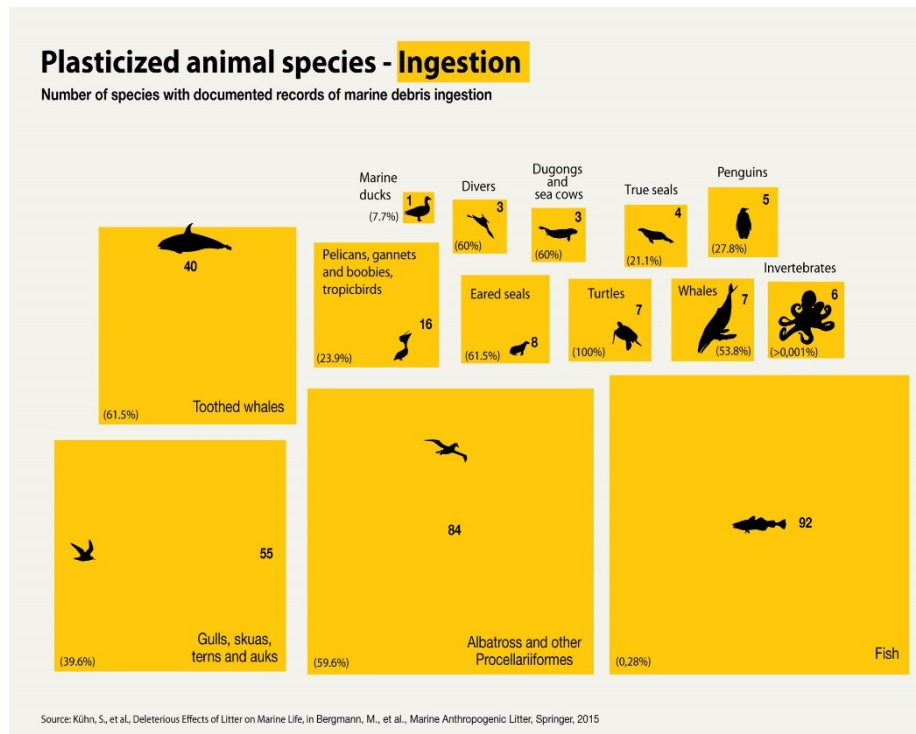 Plasticized animal species - Ingestion
Number of species with documented records of marine debris ingestion
Marine
ducks
1
(7.7%)
Divers
3
(60%)
Dugongs
and
sea cows
3
(60%)
True seals
4
(21.1%)
Penguins
5
(27.8%)
40
Toothed whales
(61.5%)
Pelicans, gannets
and boobies,
tropicbirds
16
(23.9%)
Eared seals
8
(61.5%)
Turtles
7
(100%)
Whales
7
(53.8%)
Invertebrates
6
(>0,001%)
55
Gulls, skuas,
terns and auks
(39.6%)
84
Albatross and other
Procellariiformes
(59.6%)
92
Fish
(0,28%)
Source: Kühn, S., et al., Deleterious Effects of Litter on Marine Life, in Bergmann, M., et al., Marine Anthropogenic Litter, Springer, 2015